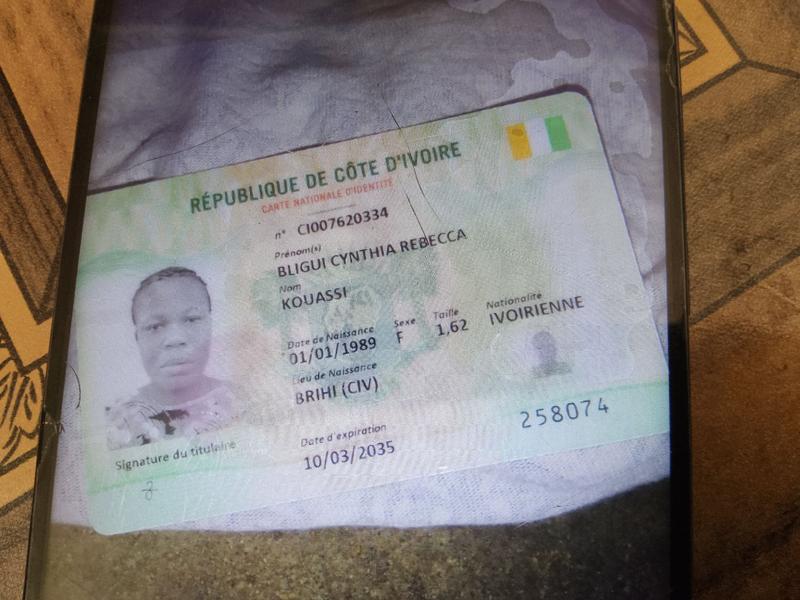 RÉPUBLIQUE DE CÔTE D'IVOIRE
CARTE NATIONALE D'IDENTITÉ
n° CI007620334
Prénom(s)
BLIGUI CYNTHIA REBECCA
Nom
KOUASSI
Date de Naissance Sexe Taille Nationalité
01/01/1989 F 1,62 IVOIRIENNE
Lieu de Naissance
BRIHI (CIV)
Date d'expiration
10/03/2035
258074
Signature du titulaire